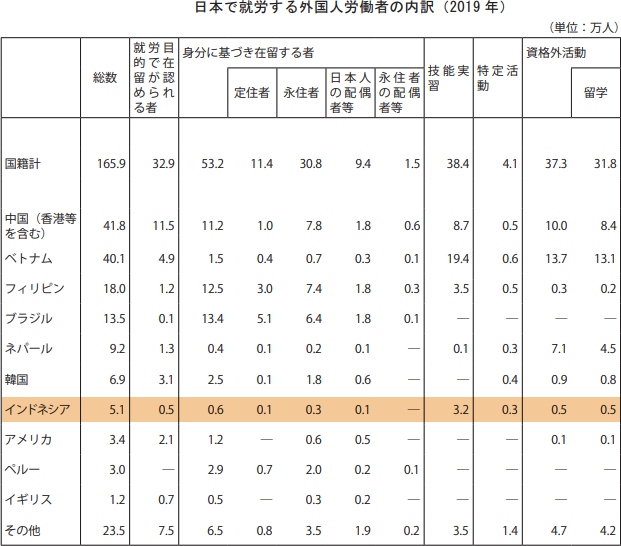 日本で就労する外国人労働者の内訳（2019 年）
（単位：万人）
総数 就労目的で在留が認められる者 身分に基づき在留する者 定住者 永住者 日本人の配偶者等 永住者の配偶者等 技能実習 特定活動 資格外活動 留学
国籍計 165.9 32.9 53.2 11.4 30.8 9.4 1.5 38.4 4.1 37.3 31.8
中国（香港等を含む） 41.8 11.5 11.2 1.0 7.8 1.8 0.6 8.7 0.5 10.0 8.4
ベトナム 40.1 4.9 1.5 0.4 0.7 0.3 0.1 19.4 0.6 13.7 13.1
フィリピン 18.0 1.2 12.5 3.0 7.4 1.8 0.3 3.5 0.5 0.3 0.2
ブラジル 13.5 0.1 13.4 5.1 6.4 1.8 0.1 ― ― ― ―
ネパール 9.2 1.3 0.4 0.1 0.2 0.1 ― 0.1 0.3 7.1 4.5
韓国 6.9 3.1 2.5 0.1 1.8 0.6 ― ― 0.4 0.9 0.8
インドネシア 5.1 0.5 0.6 0.1 0.3 0.1 ― 3.2 0.3 0.5 0.5
アメリカ 3.4 2.1 1.2 ― 0.6 0.5 ― ― ― 0.1 0.1
ペルー 3.0 ― 2.9 0.7 2.0 0.2 0.1 ― ― ― ―
イギリス 1.2 0.7 0.5 ― 0.3 0.2 ― ― ― ― ―
その他 23.5 7.5 6.5 0.8 3.5 1.9 0.2 3.5 1.4 4.7 4.2